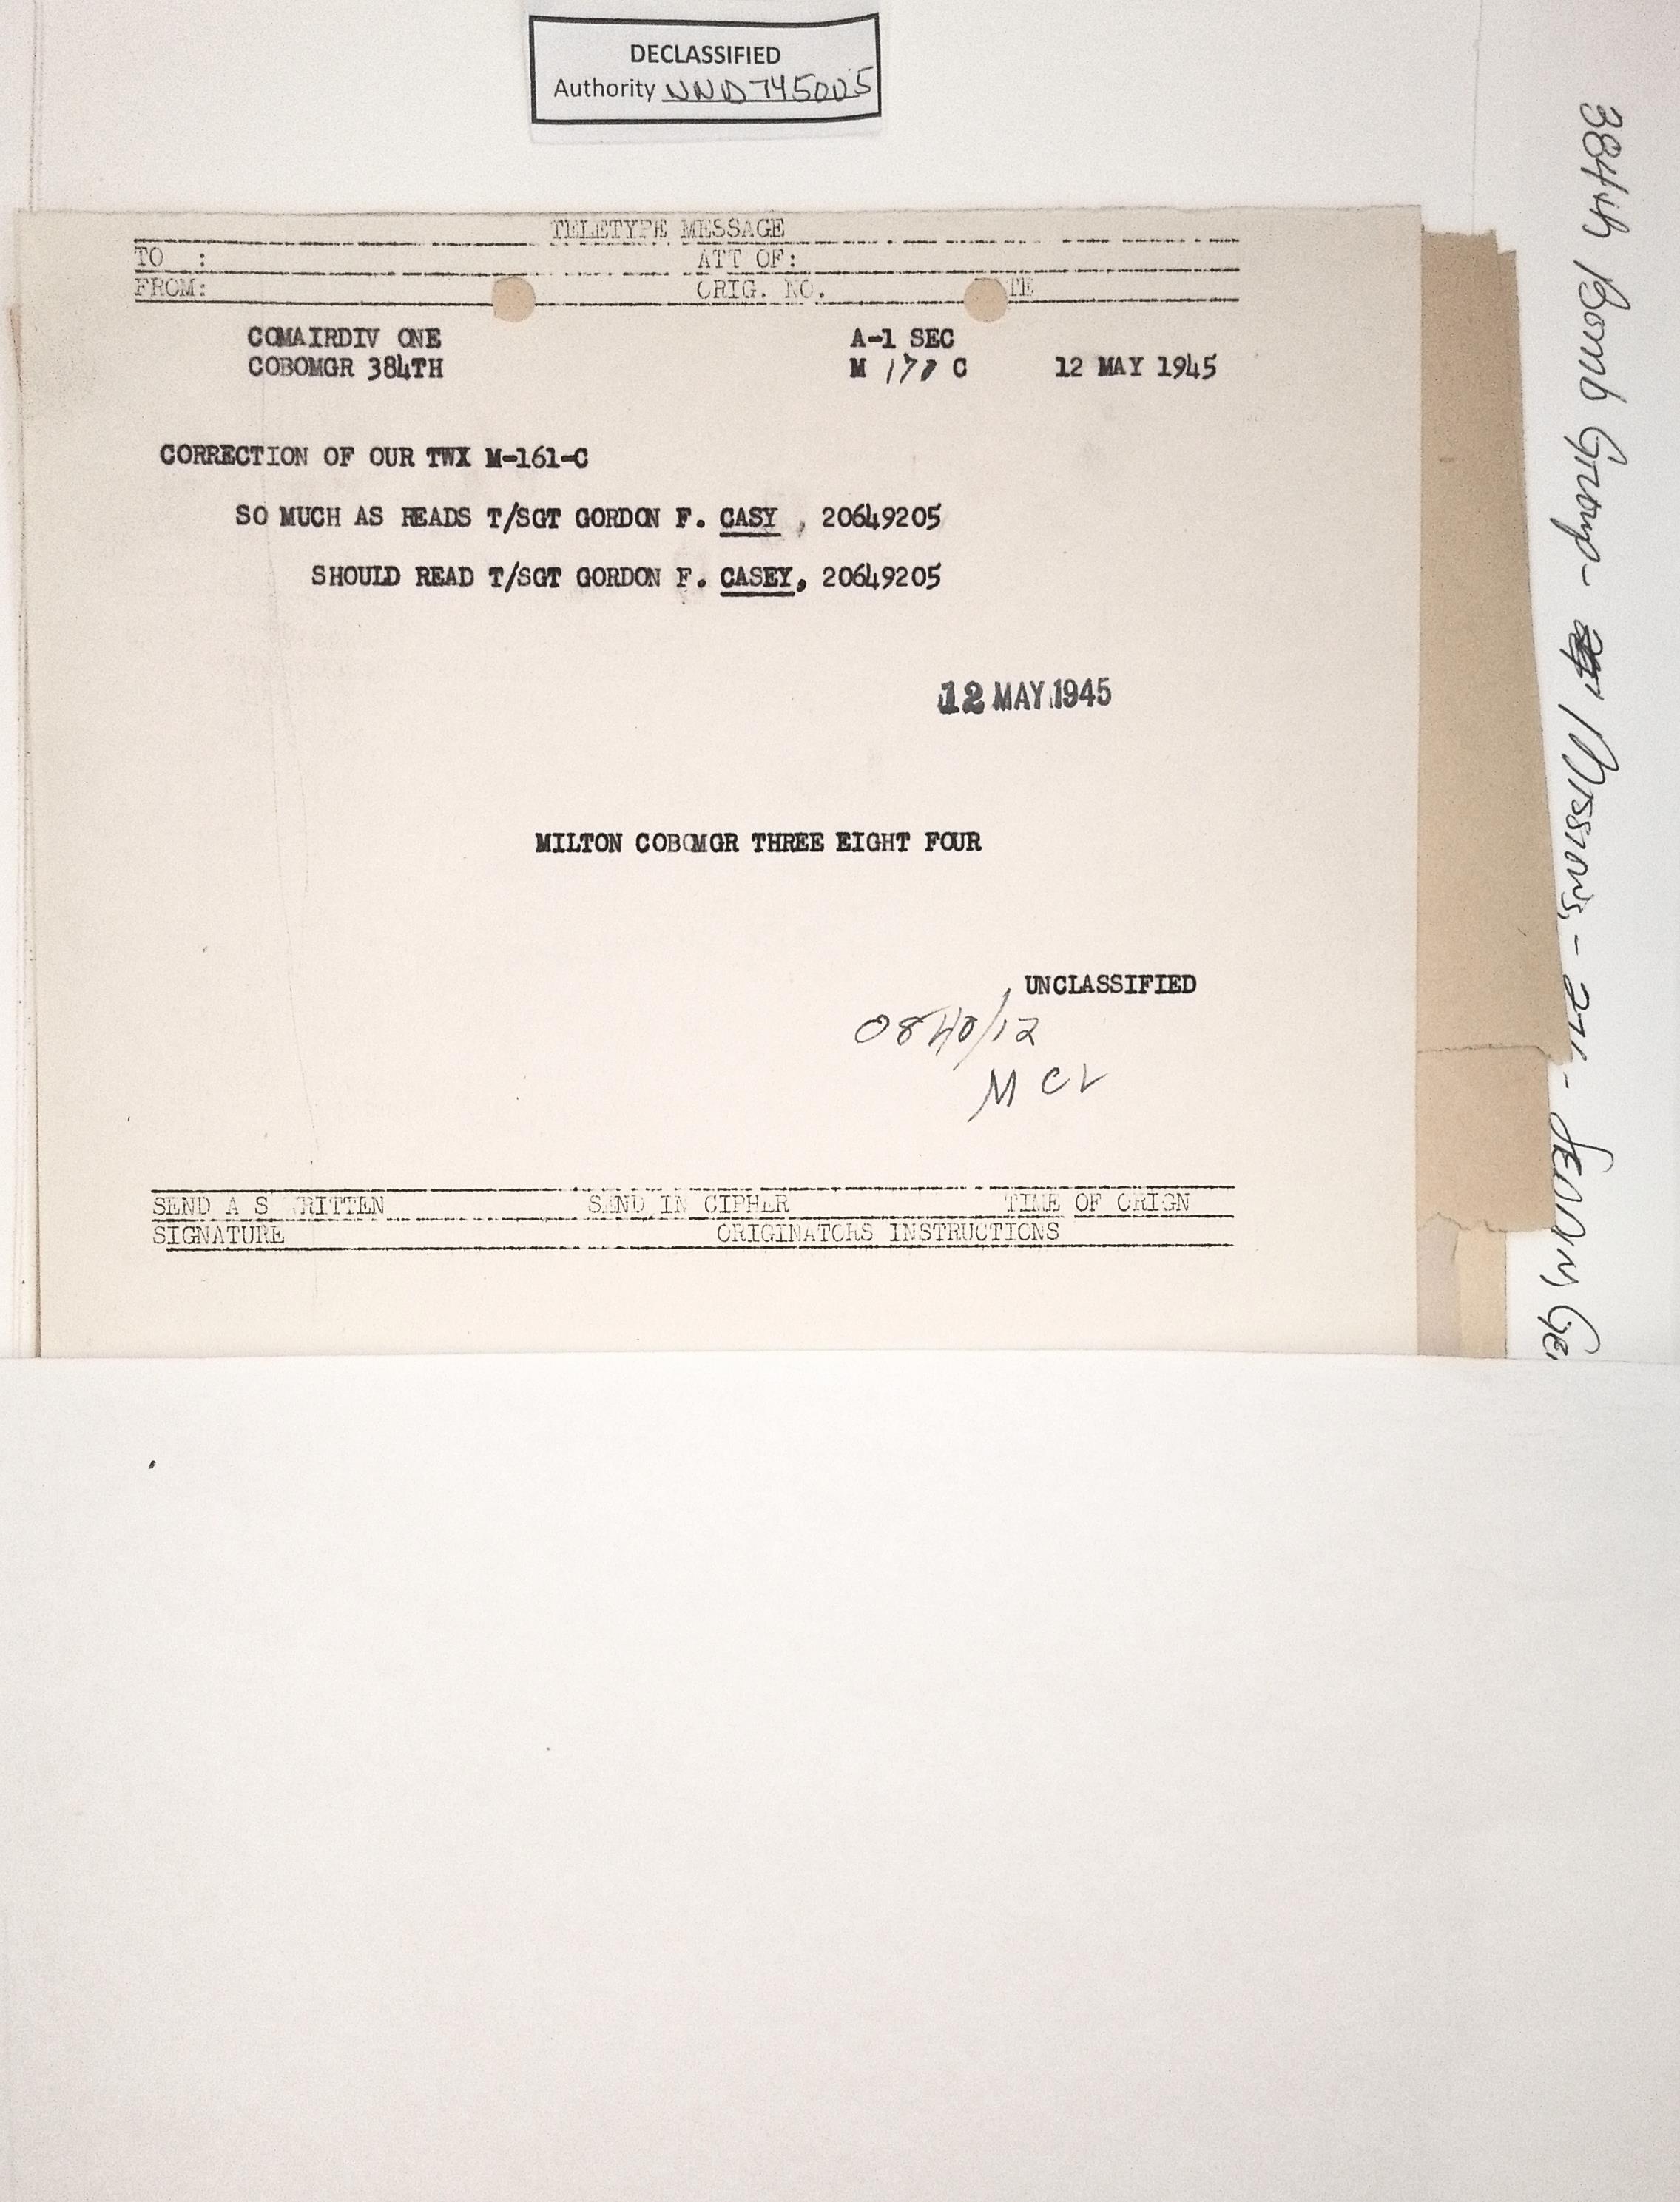 DECLASSIFIED
Authority NND 745005
TELETYPE MESSAGE
TO : ATT OF:
FROM: ORIG. NO. TE
COMAIRDIV ONE A-1 SEC
COBOMGR 384TH M 170 C 12 MAY 1945
CORRECTION OF OUR TWX M-161-C
SO MUCH AS READS T/SGT GORDON F. CASY , 20649205
SHOULD READ T/SGT GORDON F. CASEY, 20649205
12 MAY 1945
MILTON COBOMGR THREE EIGHT FOUR
UNCLASSIFIED
0840/12
MCL
SEND A S RITTEN SEND IN CIPHER TIME OF ORIGN
SIGNATURE ORIGINATORS INSTRUCTIONS
384th Bomb Group - Missions, -